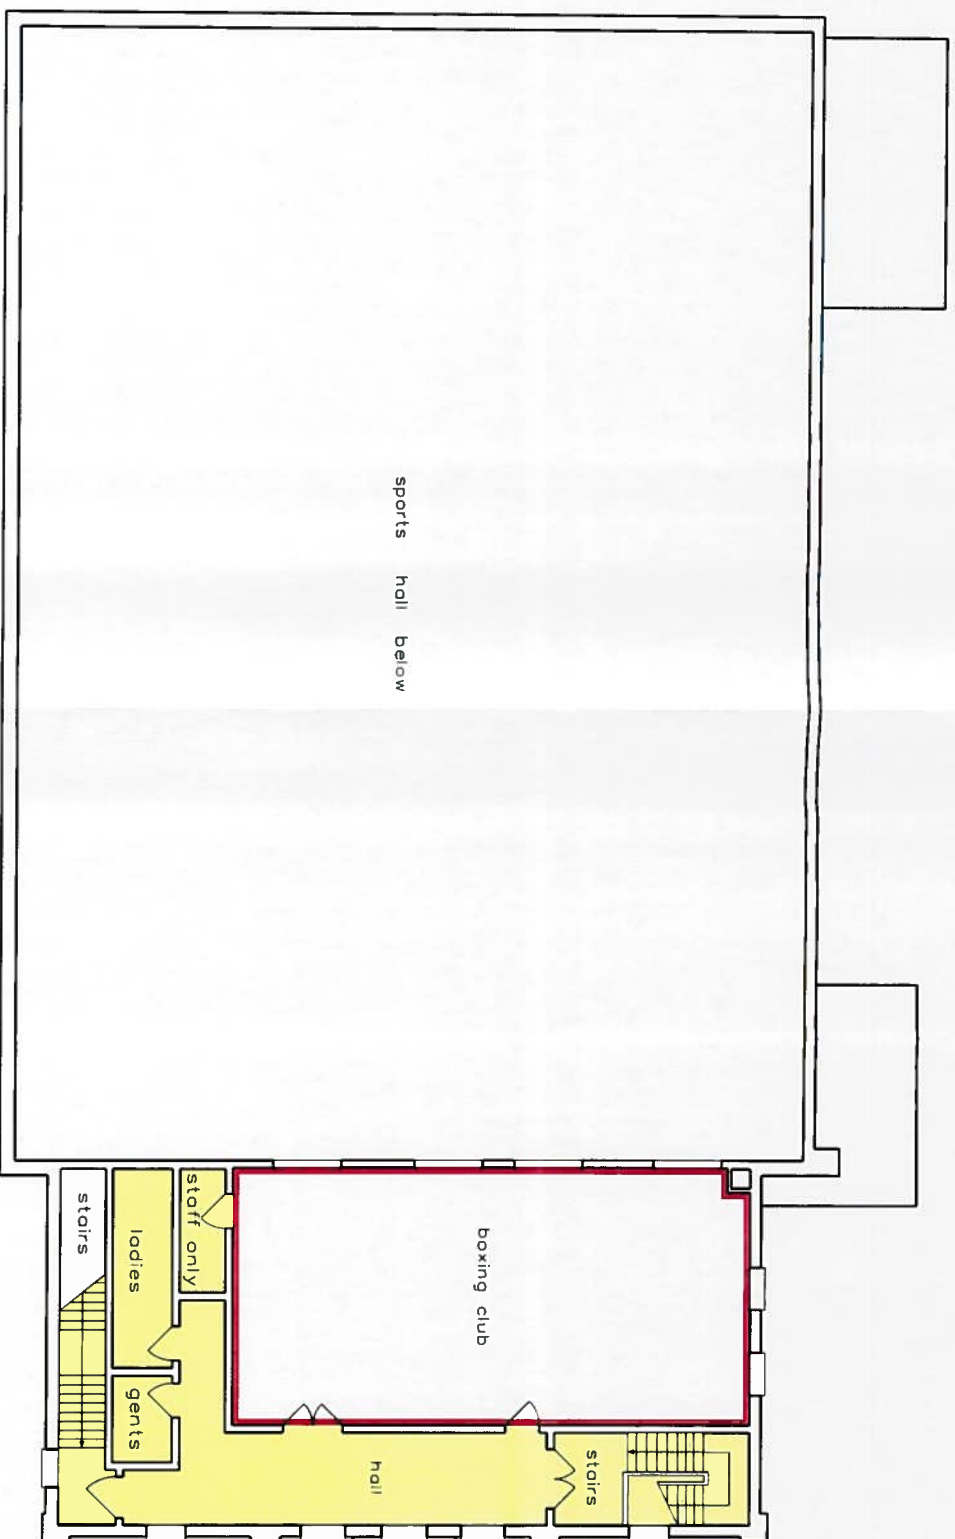 sports hall below
boxing club
staff only
ladies
stairs
gents
hall
stairs